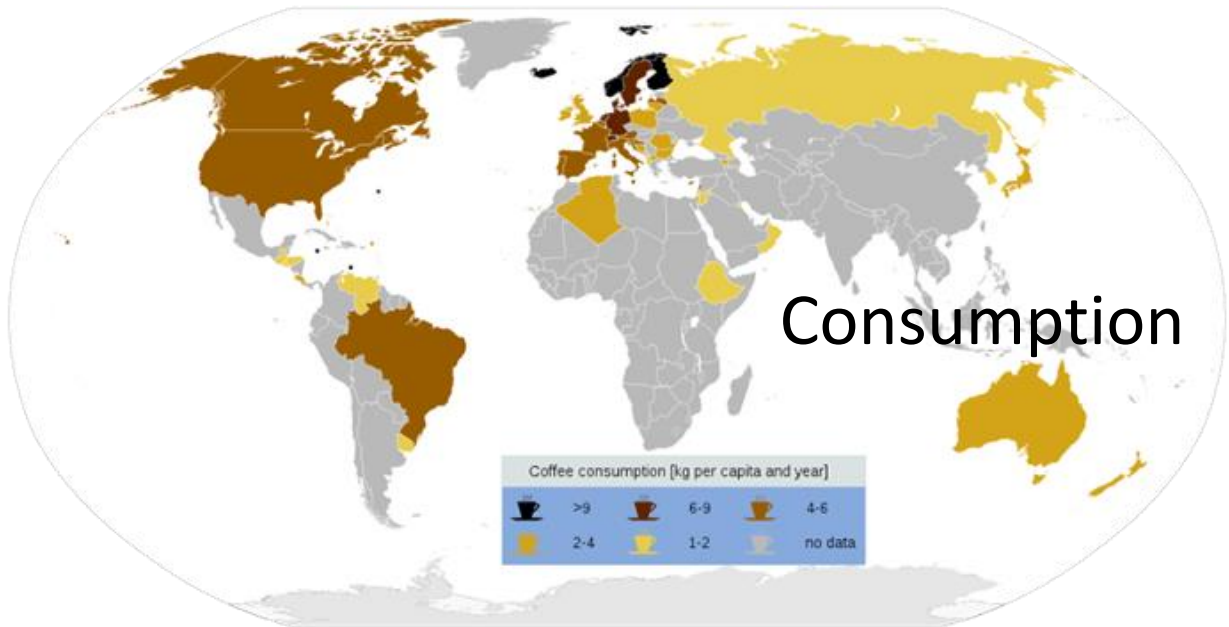 Consumption
Coffee consumption [kg per capita and year]
>9 6-9 4-6
2-4 1-2 no data